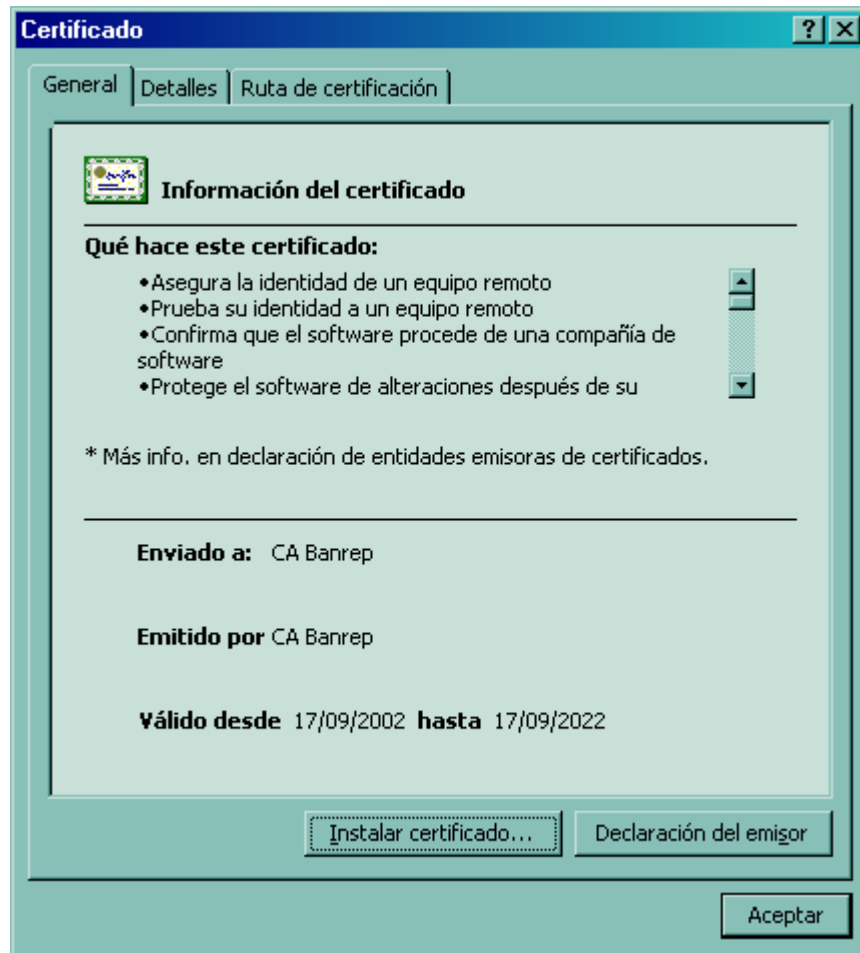 Certificado
General Detalles Ruta de certificación
Información del certificado
Qué hace este certificado:
•Asegura la identidad de un equipo remoto
•Prueba su identidad a un equipo remoto
•Confirma que el software procede de una compañía de
software
•Protege el software de alteraciones después de su
* Más info. en declaración de entidades emisoras de certificados.
Enviado a: CA Banrep
Emitido por CA Banrep
Válido desde 17/09/2002 hasta 17/09/2022
Instalar certificado... Declaración del emisor
Aceptar